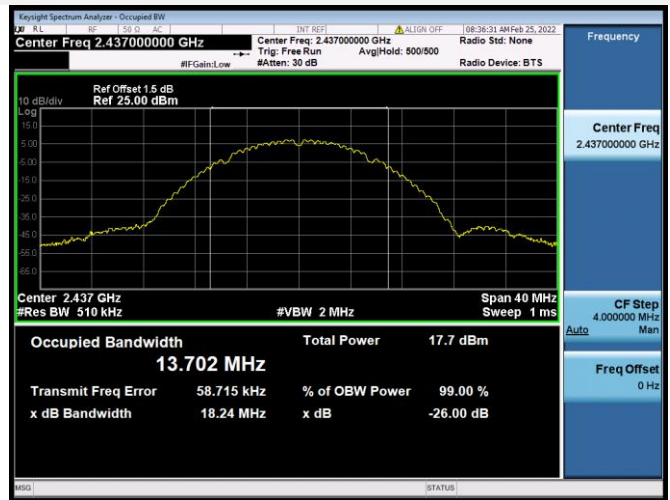 Keysight Spectrum Analyzer - Occupied BW
RL RF 50 Ω AC INT REF ALIGN OFF 08:36:31 AM Feb 25, 2022
Center Freq 2.437000000 GHz
Center Freq: 2.437000000 GHz Radio Std: None
Trig: Free Run Avg|Hold: 500/500
#IFGain:Low #Atten: 30 dB Radio Device: BTS
Frequency
Ref Offset 1.5 dB
10 dB/div Ref 25.00 dBm
Log
15.0
5.00
-5.00
-15.0
-25.0
-35.0
-45.0
-55.0
-65.0
Center 2.437 GHz Span 40 MHz
#Res BW 510 kHz #VBW 2 MHz Sweep 1 ms
Occupied Bandwidth Total Power 17.7 dBm
13.702 MHz
Transmit Freq Error 58.715 kHz % of OBW Power 99.00 %
x dB Bandwidth 18.24 MHz x dB -26.00 dB
Center Freq
2.437000000 GHz
CF Step
4.000000 MHz
Auto Man
Freq Offset
0 Hz
MSG STATUS